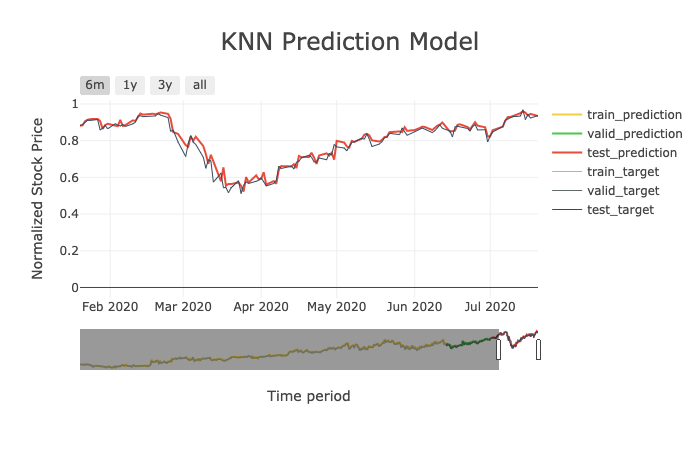 KNN Prediction Model
6m 1y 3y all
Normalized Stock Price
1
0.8
0.6
0.4
0.2
0
Feb 2020 Mar 2020 Apr 2020 May 2020 Jun 2020 Jul 2020
Time period
train_prediction
valid_prediction
test_prediction
train_target
valid_target
test_target